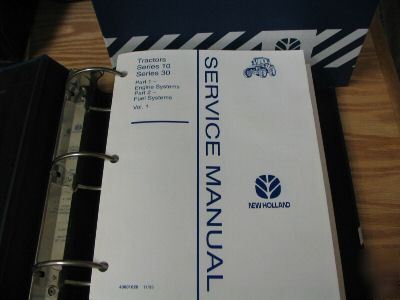 Tractors
Series 10
Series 30
Part 1 –
Engine Systems
Part 2 –
Fuel Systems
Vol. 1
SERVICE MANUAL
NEW HOLLAND